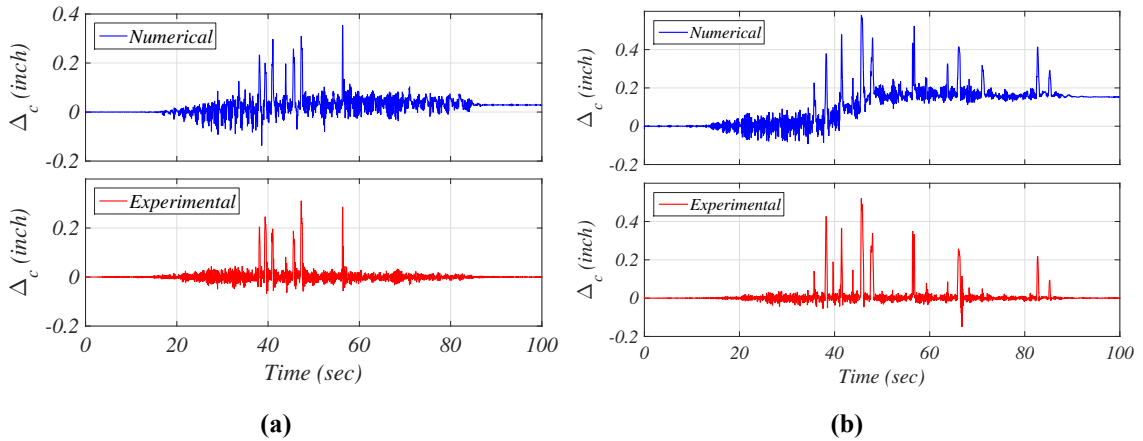 Numerical
Δc (inch)
0.4
0.2
0
-0.2
Experimental
Δc (inch)
0.2
0
-0.2
0 20 40 60 80 100
Time (sec)
(a)
Numerical
Δc (inch)
0.4
0.2
0
-0.2
Experimental
Δc (inch)
0.4
0.2
0
-0.2
0 20 40 60 80 100
Time (sec)
(b)